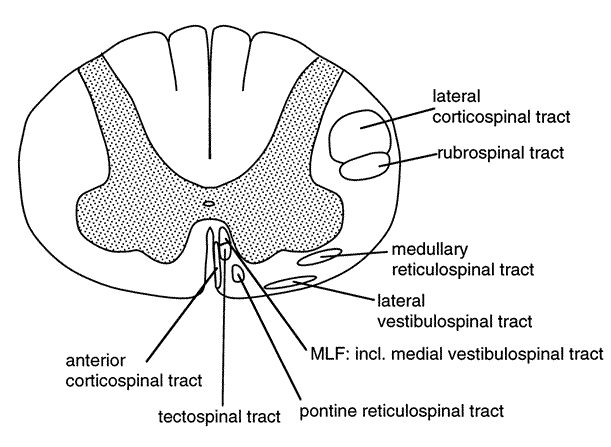 lateral
corticospinal tract
rubrospinal tract
medullary
reticulospinal tract
lateral
vestibulospinal tract
MLF: incl. medial vestibulospinal tract
anterior
corticospinal tract
tectospinal tract
pontine reticulospinal tract